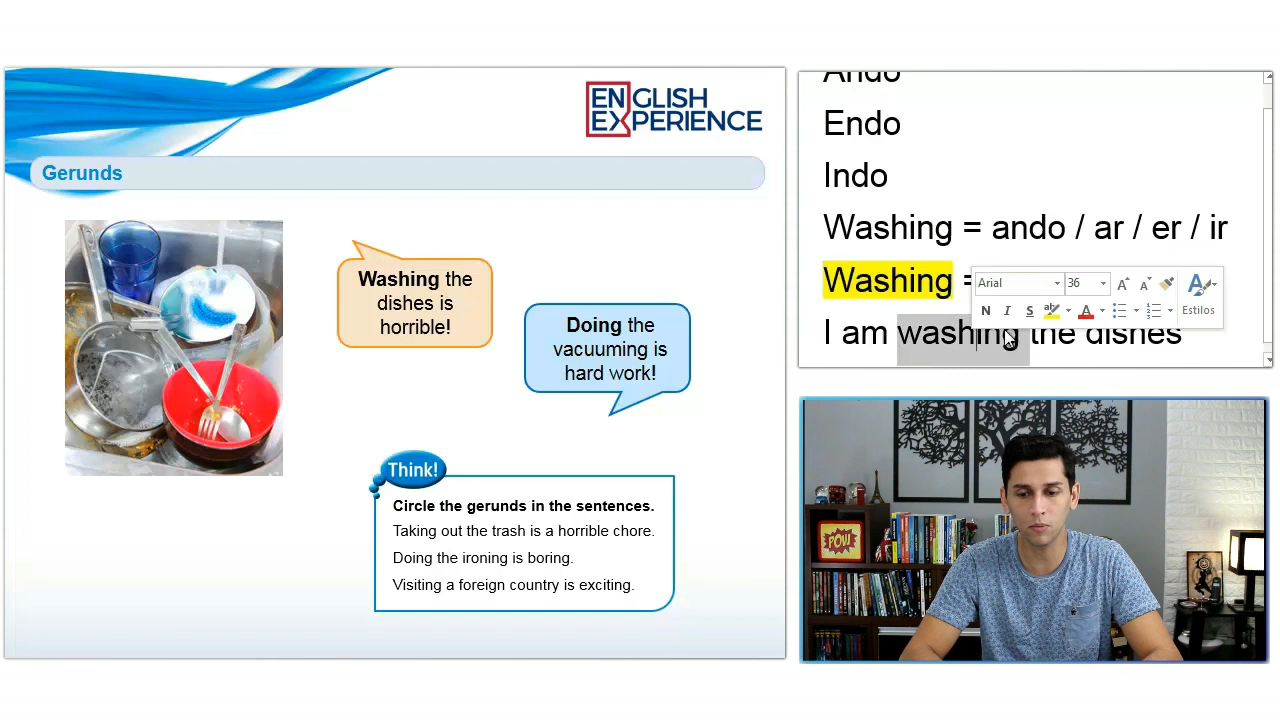 ENGLISH
EXPERIENCE
Gerunds
Washing the
dishes is
horrible!
Doing the
vacuuming is
hard work!
Think!
Circle the gerunds in the sentences.
Taking out the trash is a horrible chore.
Doing the ironing is boring.
Visiting a foreign country is exciting.
Ando
Endo
Indo
Washing = ando / ar / er / ir
Washing =
Arial 36
N I S Estilos
I am washing the dishes
POW!